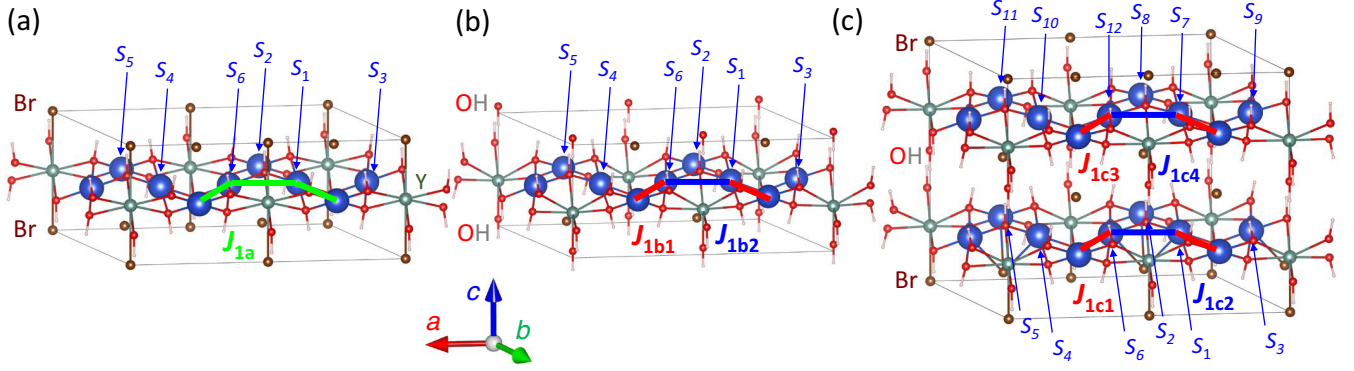 (a)
S5
S4
S6
S2
S1
S3
Br
Y
Br
J1a
(b)
S5
S4
S6
S2
S1
S3
OH
OH
J1b1
J1b2
c
a
b
(c)
S11
S10
S12
S8
S7
S9
Br
OH
J1c3
J1c4
Br
J1c1
J1c2
S5
S4
S6
S2
S1
S3